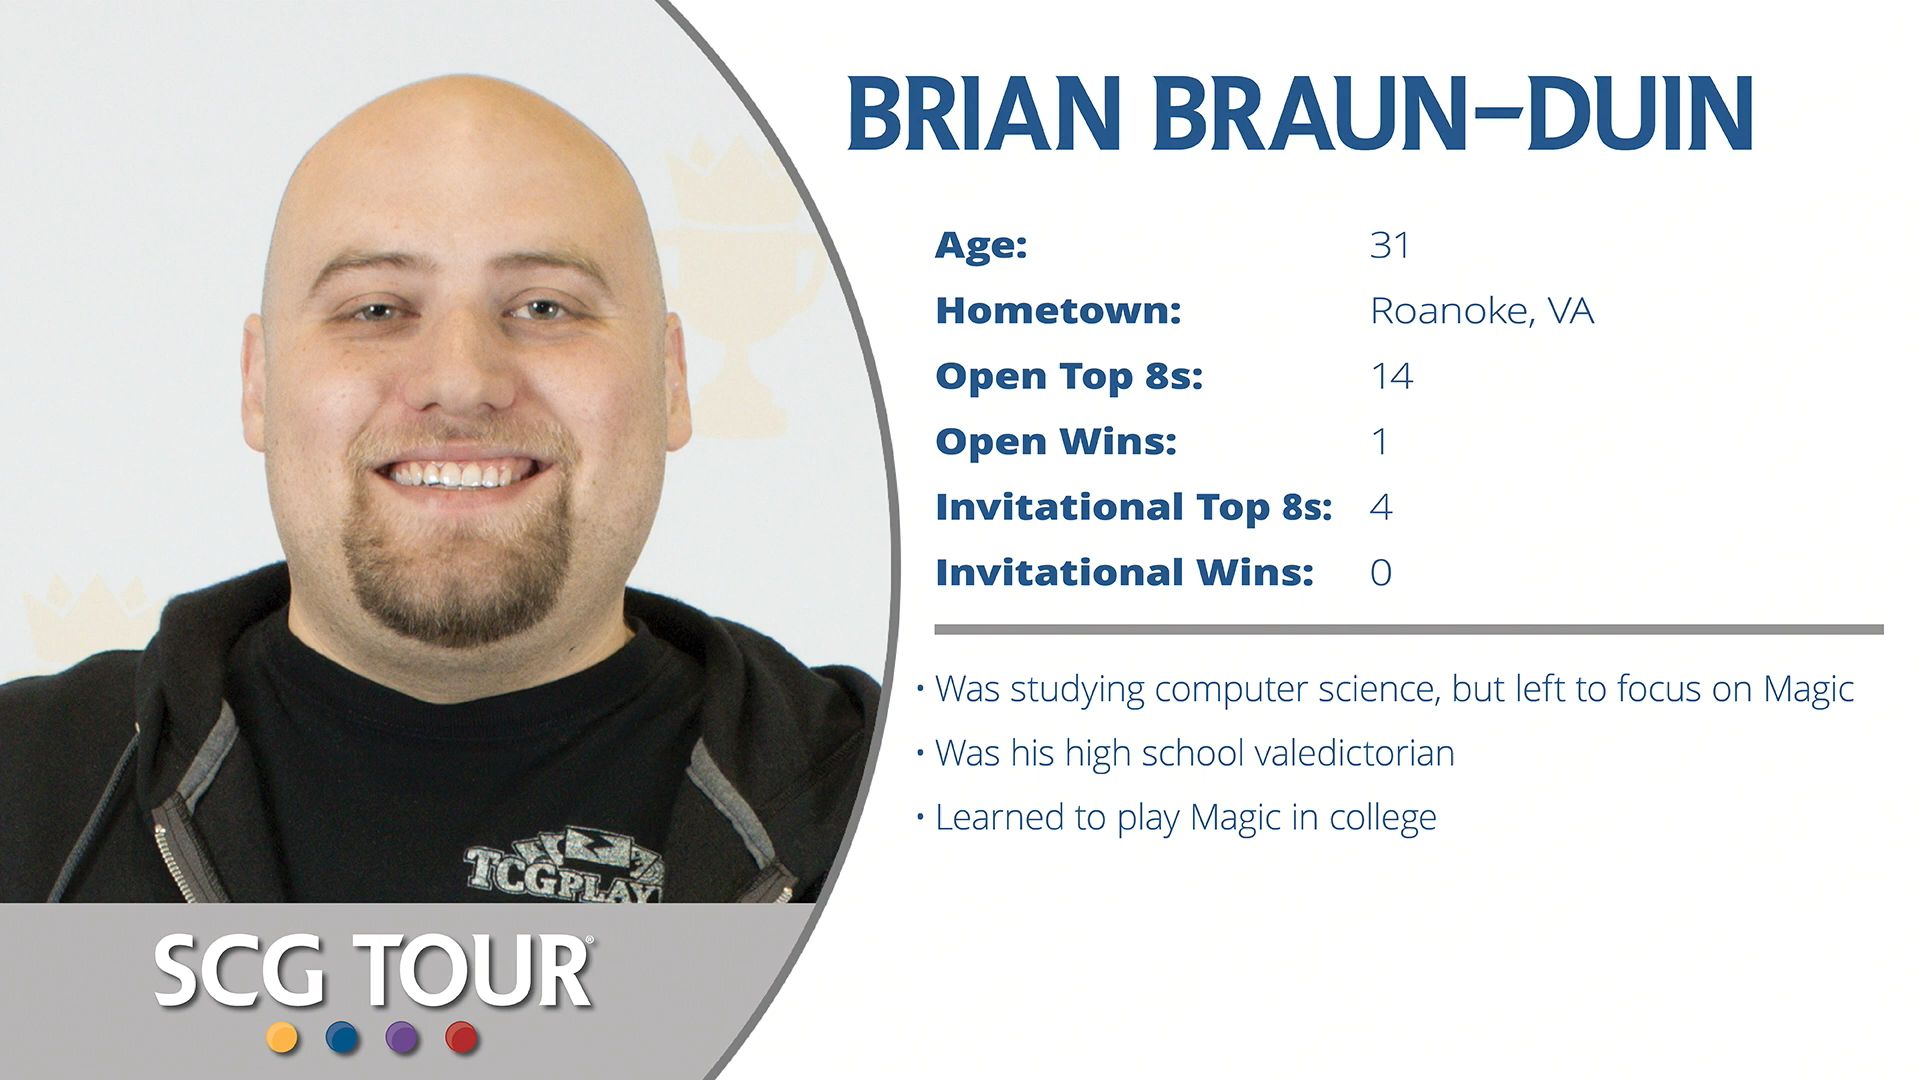 BRIAN BRAUN-DUIN
Age: 31
Hometown: Roanoke, VA
Open Top 8s: 14
Open Wins: 1
Invitational Top 8s: 4
Invitational Wins: 0
• Was studying computer science, but left to focus on Magic
• Was his high school valedictorian
• Learned to play Magic in college
TCGPLAY
SCG TOUR®